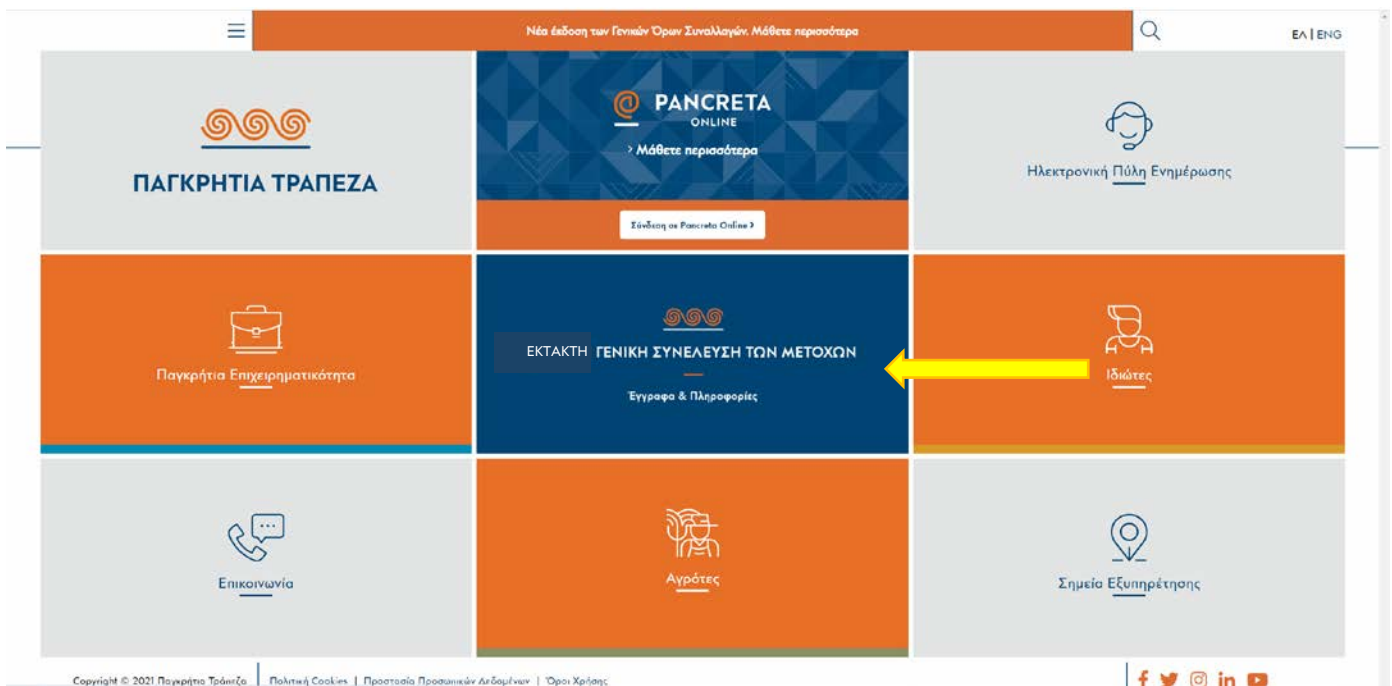 Νέα έκδοση των Γενικών Όρων Συναλλαγών. Μάθετε περισσότερα
ΕΛ | ENG
ΠΑΓΚΡΗΤΙΑ ΤΡΑΠΕΖΑ
@ PANCRETA
ONLINE
> Μάθετε περισσότερα
Σύνδεση σε Pancreta Online >
Ηλεκτρονική Πύλη Ενημέρωσης
Παγκρήτια Επιχειρηματικότητα
ΕΚΤΑΚΤΗ ΓΕΝΙΚΗ ΣΥΝΕΛΕΥΣΗ ΤΩΝ ΜΕΤΟΧΩΝ
Έγγραφα & Πληροφορίες
Ιδιώτες
Επικοινωνία
Αγρότες
Σημεία Εξυπηρέτησης
Copyright © 2021 Παγκρήτια Τράπεζα | Πολιτική Cookies | Προστασία Προσωπικών Δεδομένων | Όροι Χρήσης